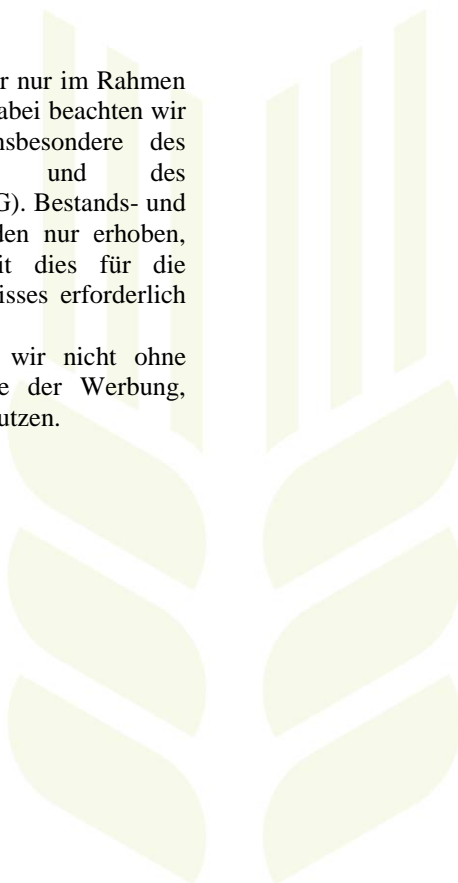 r nur im Rahmen
abei beachten wir
nsbesondere des
und des
G). Bestands- und
den nur erhoben,
it dies für die
isses erforderlich
wir nicht ohne
e der Werbung,
utzen.